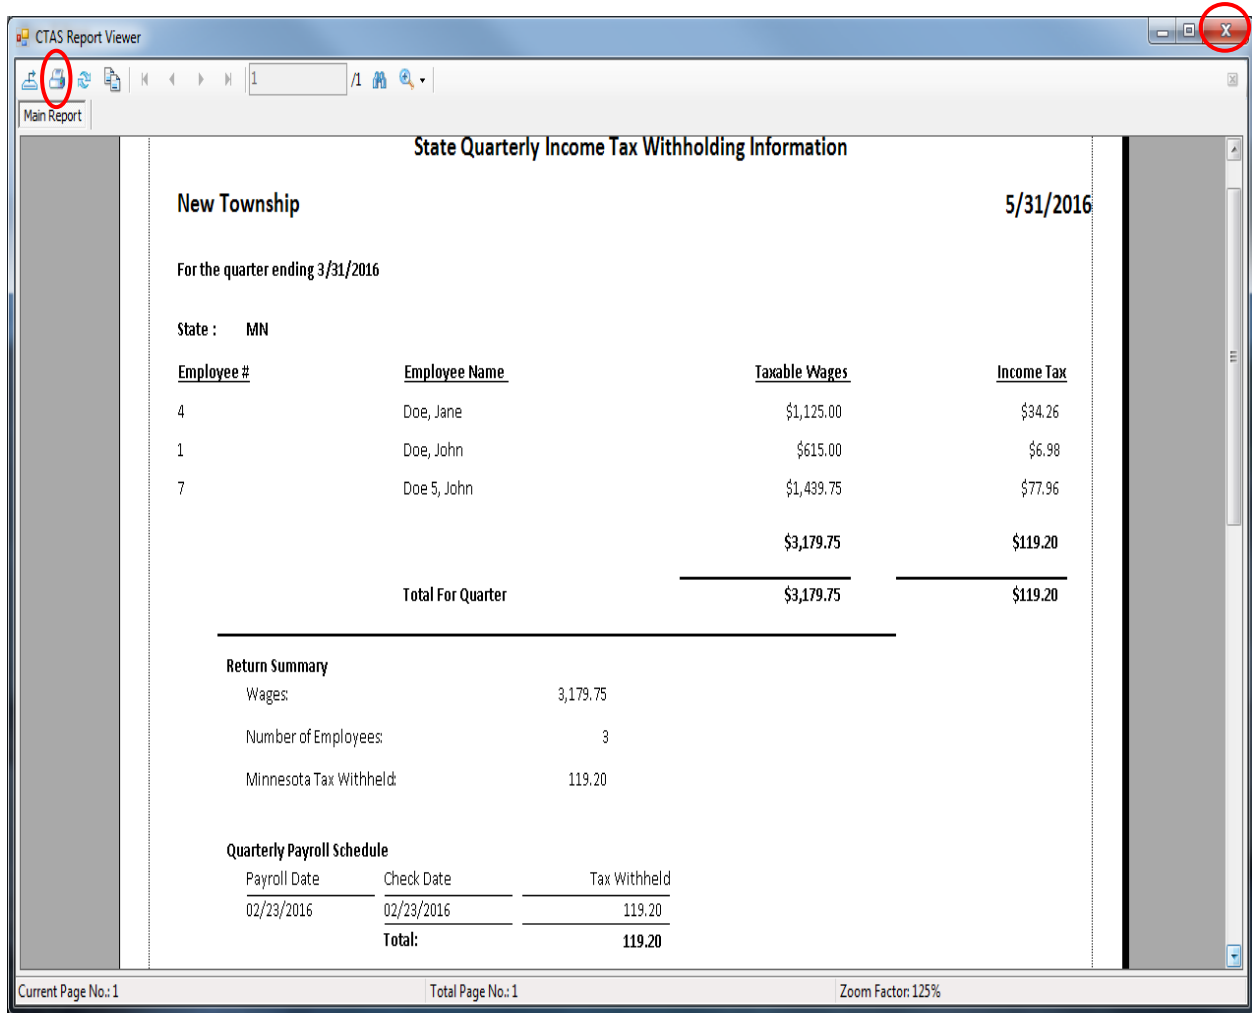 CTAS Report Viewer
X
1 /1
Main Report
State Quarterly Income Tax Withholding Information
New Township 5/31/2016
For the quarter ending 3/31/2016
State : MN
Employee # Employee Name Taxable Wages Income Tax
4 Doe, Jane $1,125.00 $34.26
1 Doe, John $615.00 $6.98
7 Doe 5, John $1,439.75 $77.96
$3,179.75 $119.20
Total For Quarter $3,179.75 $119.20
Return Summary
Wages: 3,179.75
Number of Employees: 3
Minnesota Tax Withheld: 119.20
Quarterly Payroll Schedule
Payroll Date Check Date Tax Withheld
02/23/2016 02/23/2016 119.20
Total: 119.20
Current Page No.: 1 Total Page No.: 1 Zoom Factor: 125%